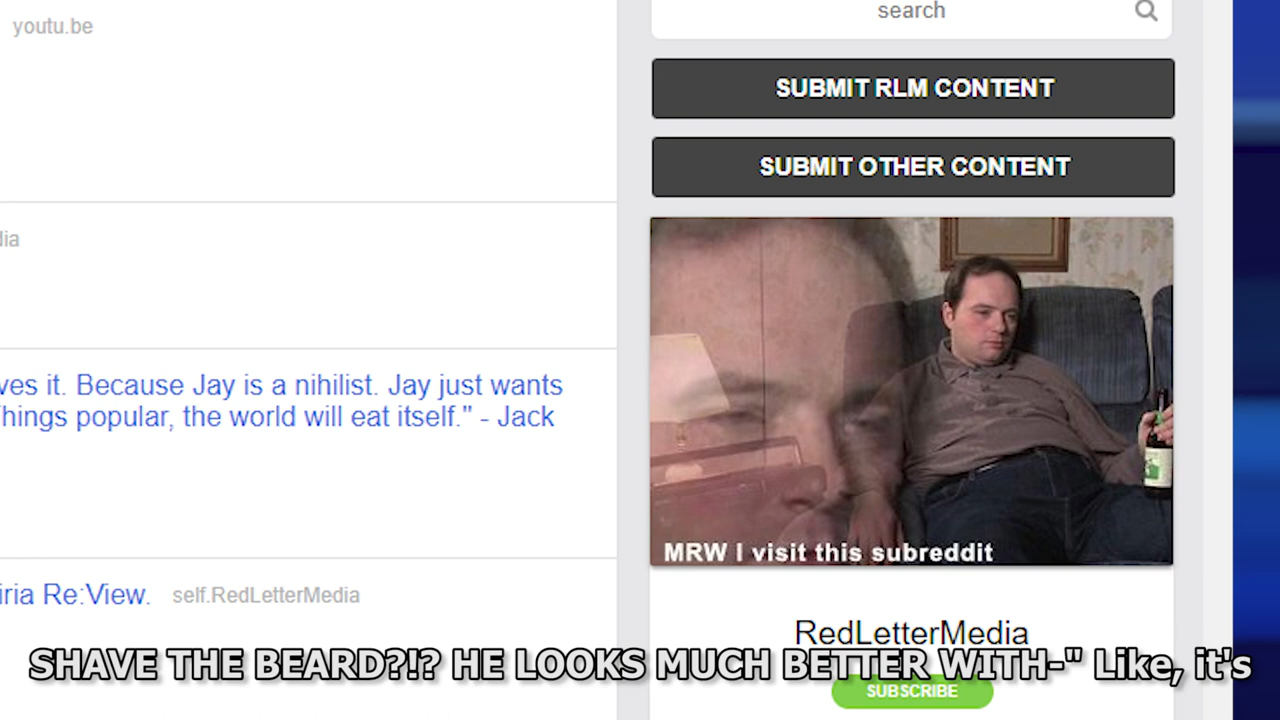 youtu.be
search
SUBMIT RLM CONTENT
SUBMIT OTHER CONTENT
dia
ves it. Because Jay is a nihilist. Jay just wants
things popular, the world will eat itself." - Jack
MRW I visit this subreddit
iria Re:View. self.RedLetterMedia
RedLetterMedia
SHAVE THE BEARD?!? HE LOOKS MUCH BETTER WITH-" Like, it's
SUBSCRIBE